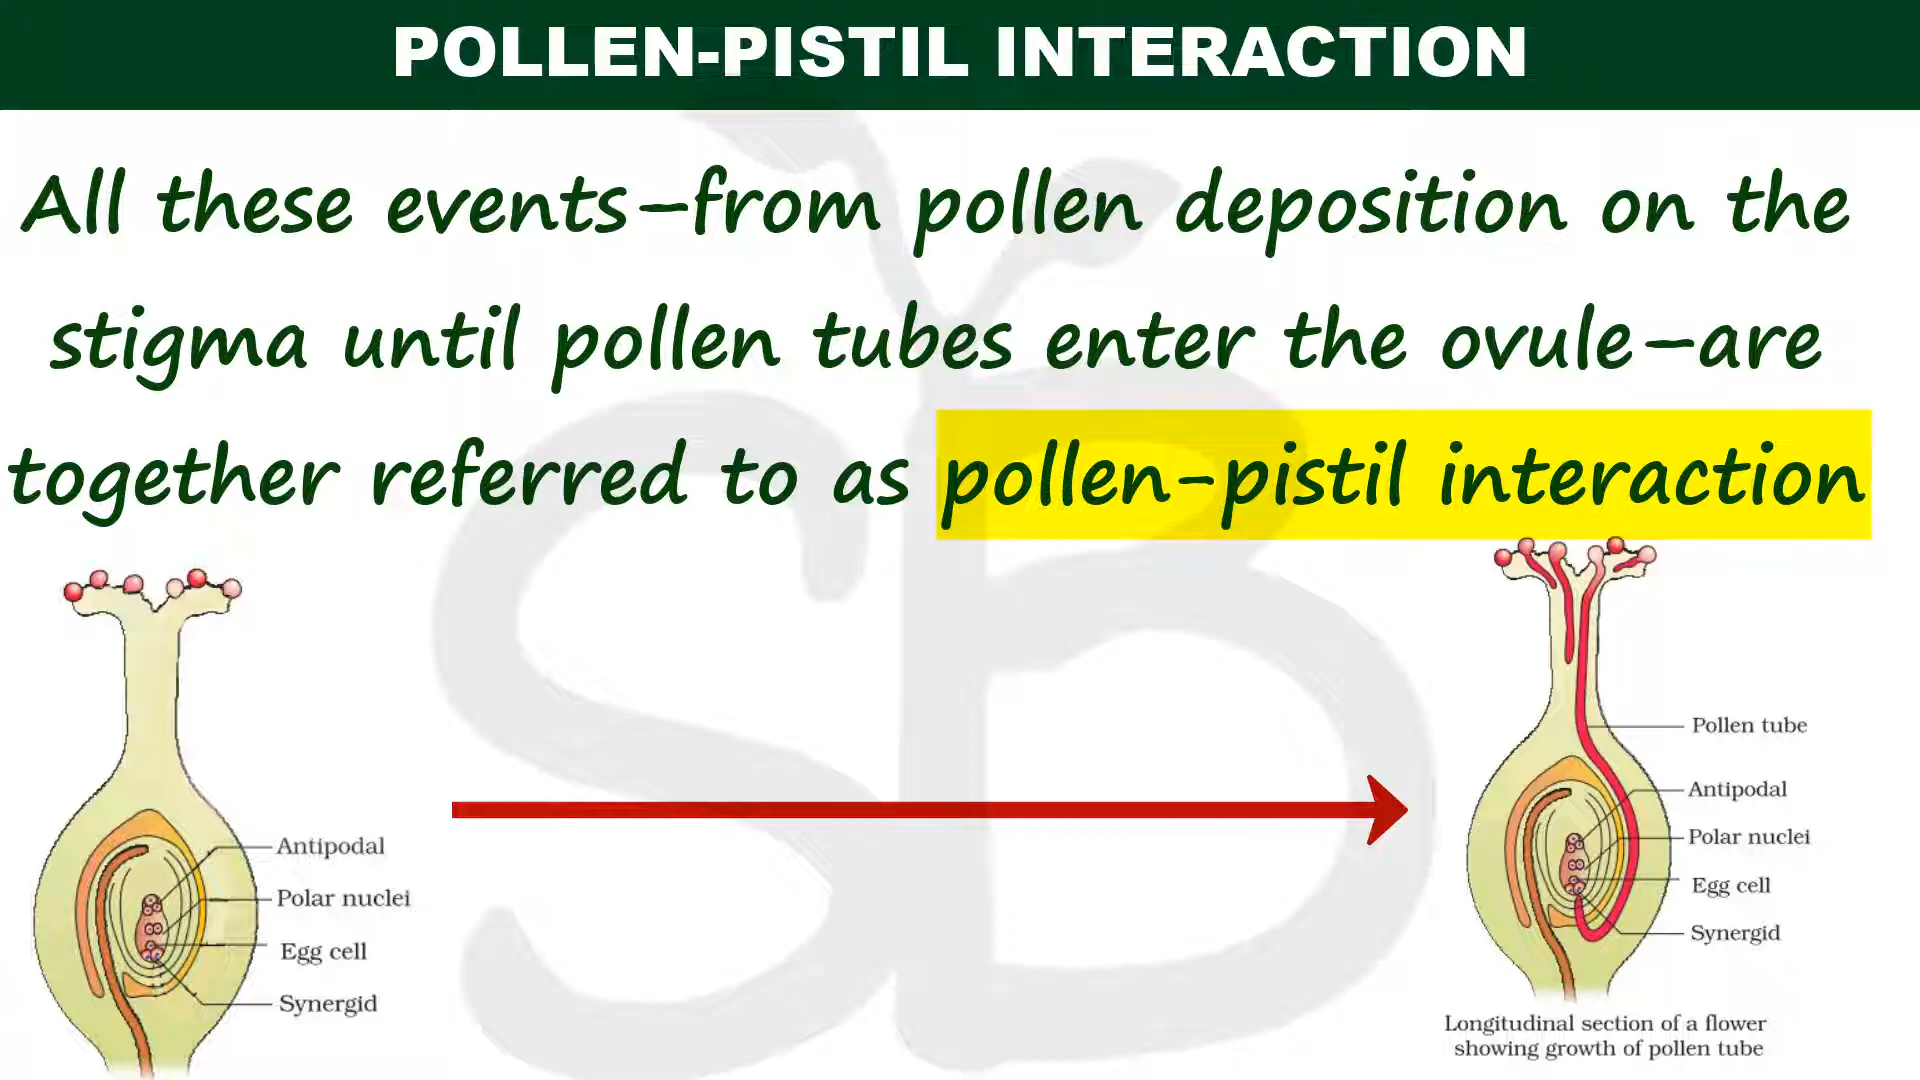 POLLEN-PISTIL INTERACTION
All these events–from pollen deposition on the
stigma until pollen tubes enter the ovule–are
together referred to as pollen-pistil interaction
Antipodal
Polar nuclei
Egg cell
Synergid
Pollen tube
Antipodal
Polar nuclei
Egg cell
Synergid
Longitudinal section of a flower
showing growth of pollen tube
SB